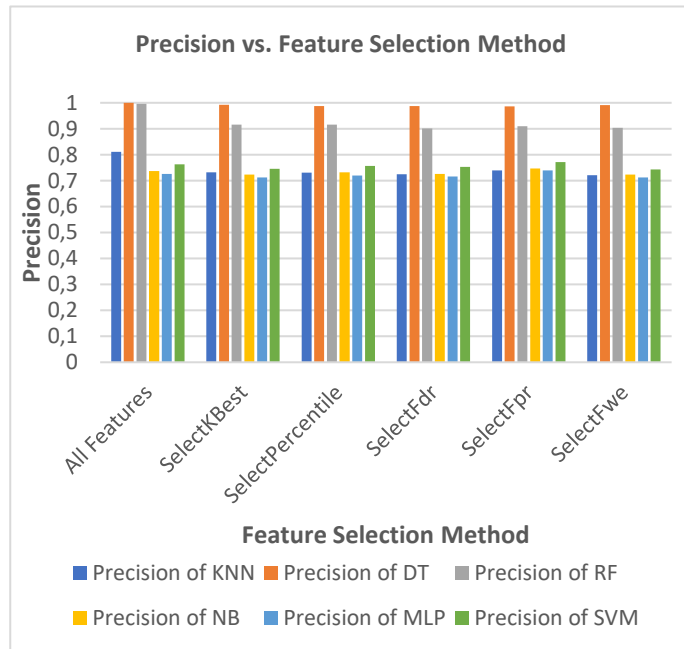 Precision vs. Feature Selection Method
1
0,9
0,8
0,7
0,6
0,5
0,4
0,3
0,2
0,1
0
Precision
All Features
SelectKBest
SelectPercentile
SelectFdr
SelectFpr
SelectFwe
Feature Selection Method
Precision of KNN
Precision of DT
Precision of RF
Precision of NB
Precision of MLP
Precision of SVM